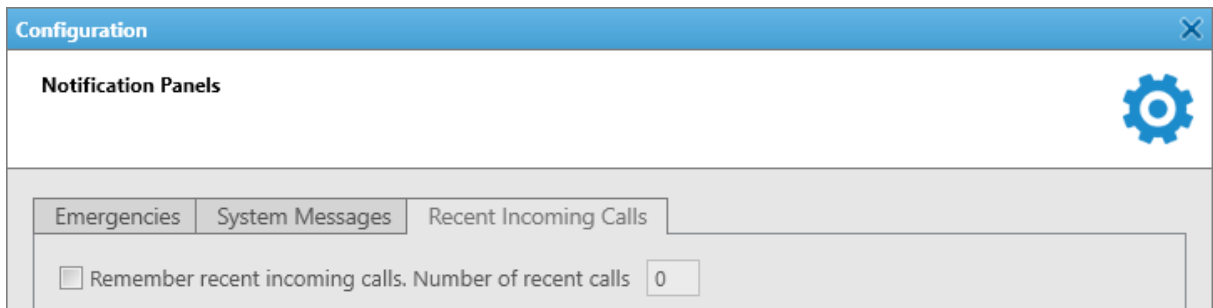 Configuration
Notification Panels
Emergencies System Messages Recent Incoming Calls
Remember recent incoming calls. Number of recent calls 0